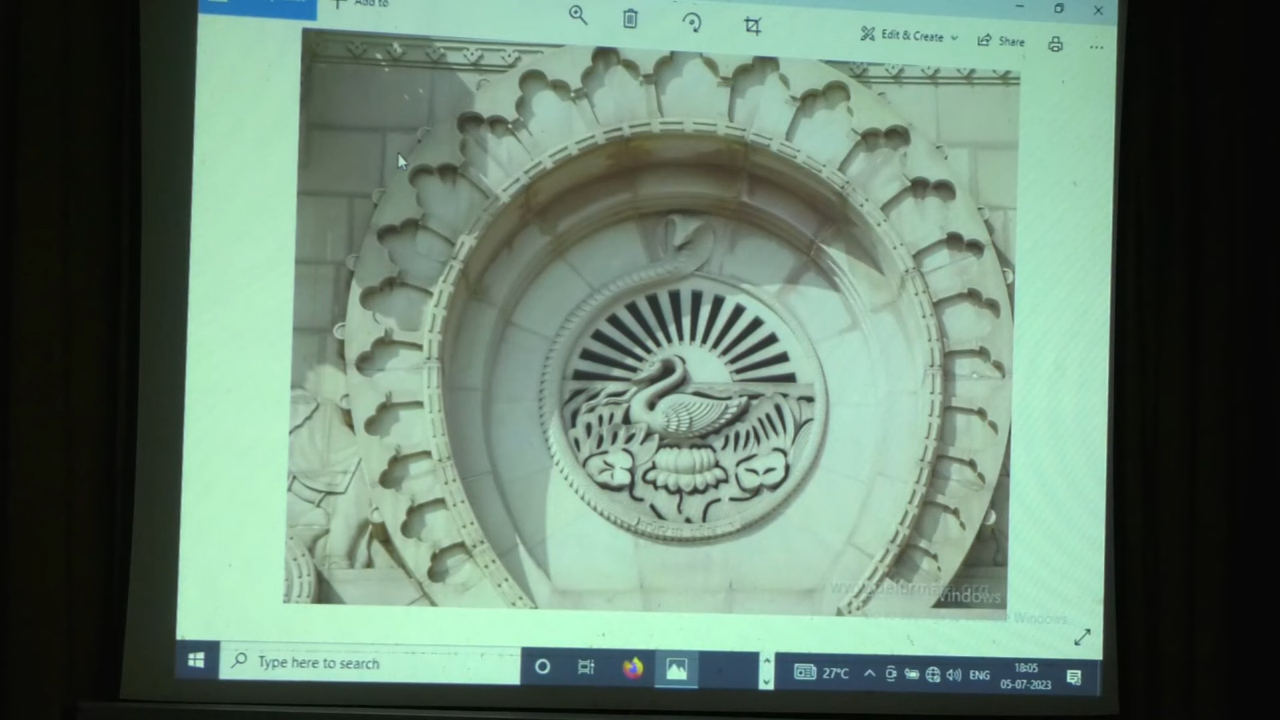 Add to
Edit & Create
Share
Windows
Type here to search
27°C
ENG
18:05
05-07-2023